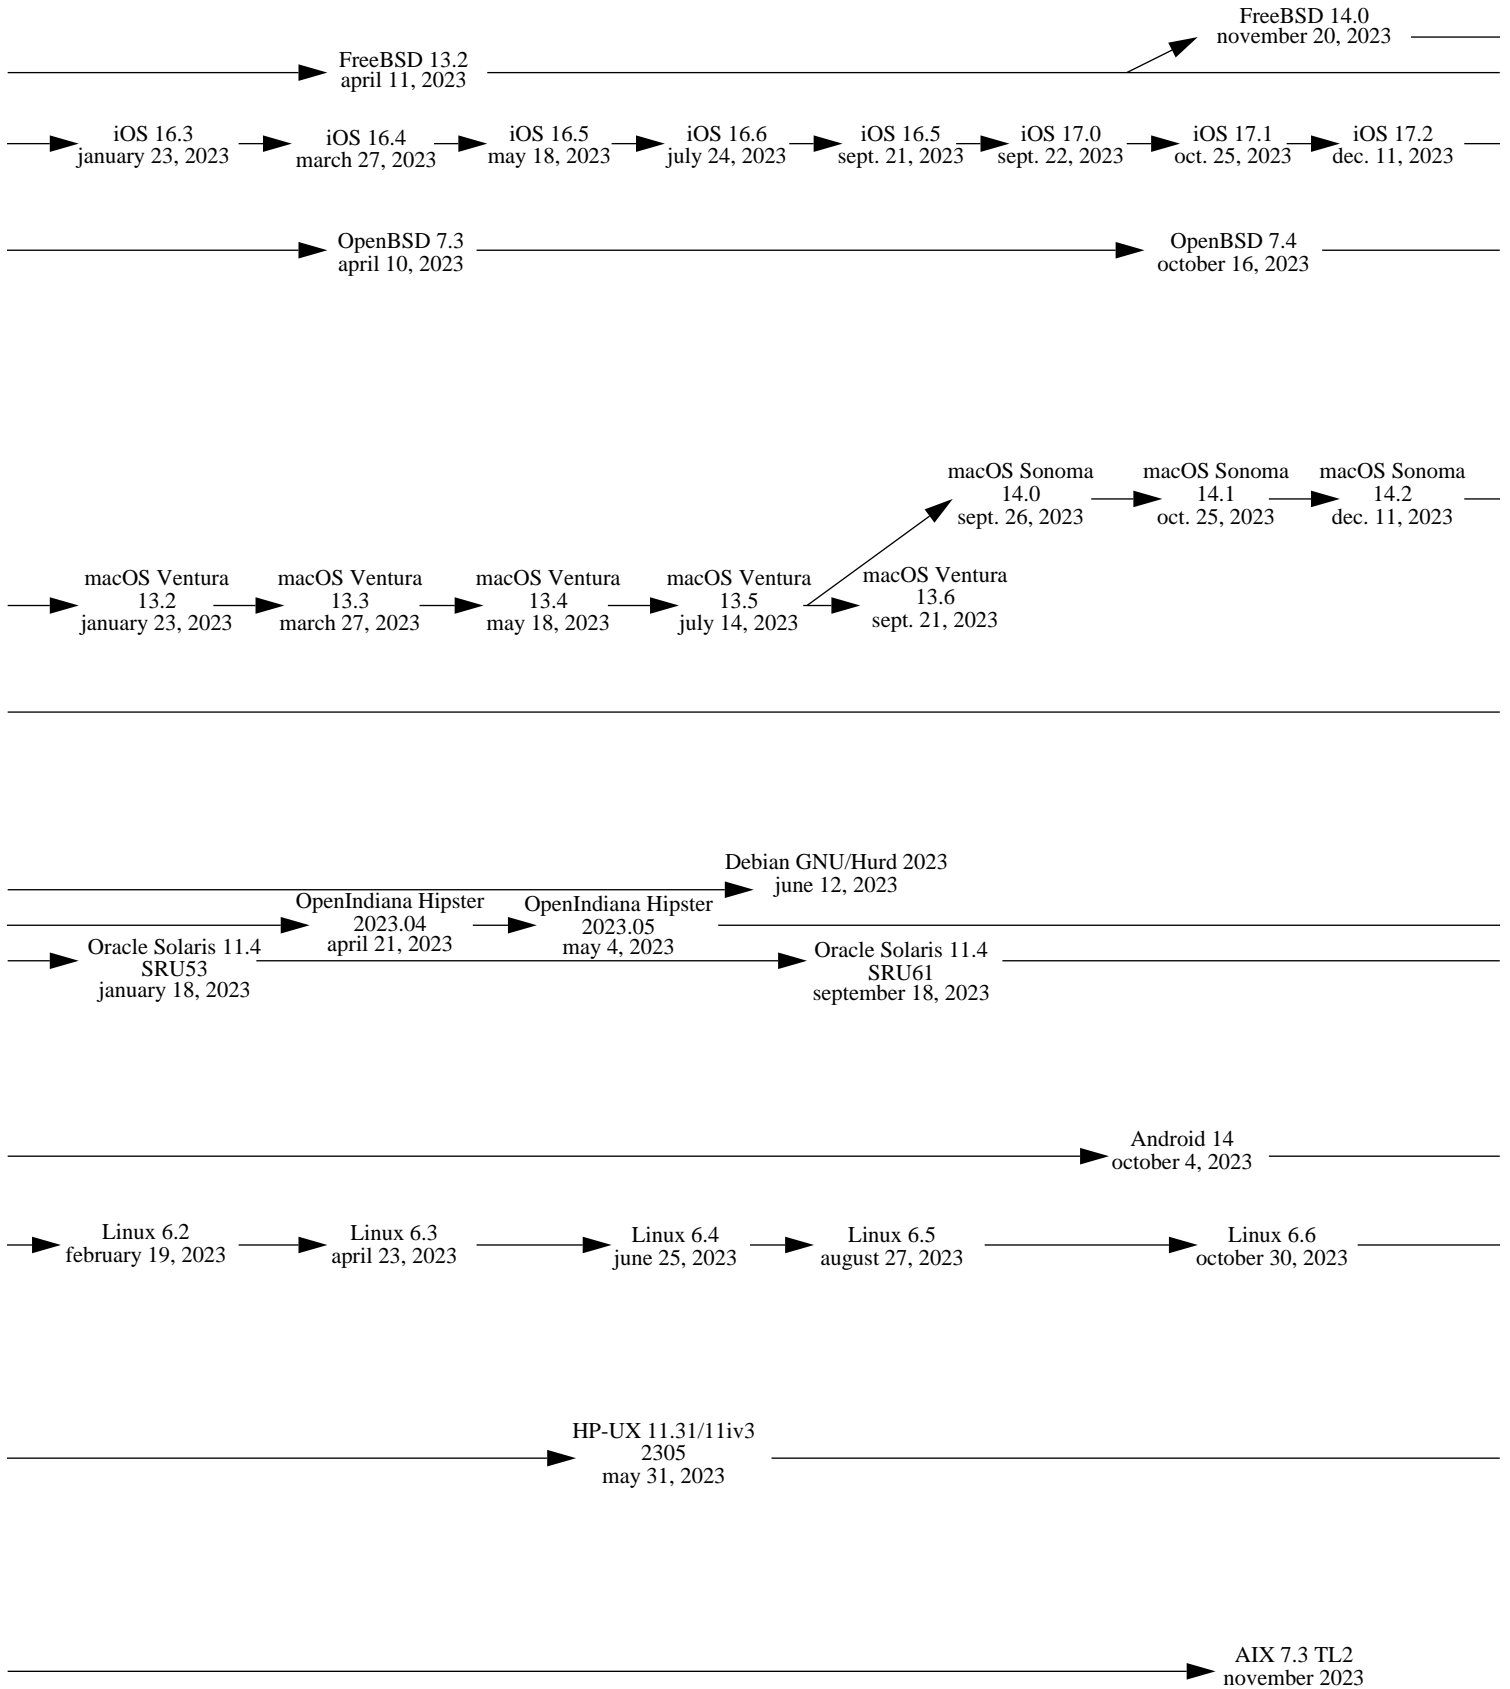 FreeBSD 14.0
november 20, 2023
FreeBSD 13.2
april 11, 2023
iOS 16.3
january 23, 2023
iOS 16.4
march 27, 2023
iOS 16.5
may 18, 2023
iOS 16.6
july 24, 2023
iOS 16.5
sept. 21, 2023
iOS 17.0
sept. 22, 2023
iOS 17.1
oct. 25, 2023
iOS 17.2
dec. 11, 2023
OpenBSD 7.3
april 10, 2023
OpenBSD 7.4
october 16, 2023
macOS Sonoma
14.0
sept. 26, 2023
macOS Sonoma
14.1
oct. 25, 2023
macOS Sonoma
14.2
dec. 11, 2023
macOS Ventura
13.2
january 23, 2023
macOS Ventura
13.3
march 27, 2023
macOS Ventura
13.4
may 18, 2023
macOS Ventura
13.5
july 14, 2023
macOS Ventura
13.6
sept. 21, 2023
Debian GNU/Hurd 2023
june 12, 2023
OpenIndiana Hipster
2023.04
april 21, 2023
OpenIndiana Hipster
2023.05
may 4, 2023
Oracle Solaris 11.4
SRU53
january 18, 2023
Oracle Solaris 11.4
SRU61
september 18, 2023
Android 14
october 4, 2023
Linux 6.2
february 19, 2023
Linux 6.3
april 23, 2023
Linux 6.4
june 25, 2023
Linux 6.5
august 27, 2023
Linux 6.6
october 30, 2023
HP-UX 11.31/11iv3
2305
may 31, 2023
AIX 7.3 TL2
november 2023